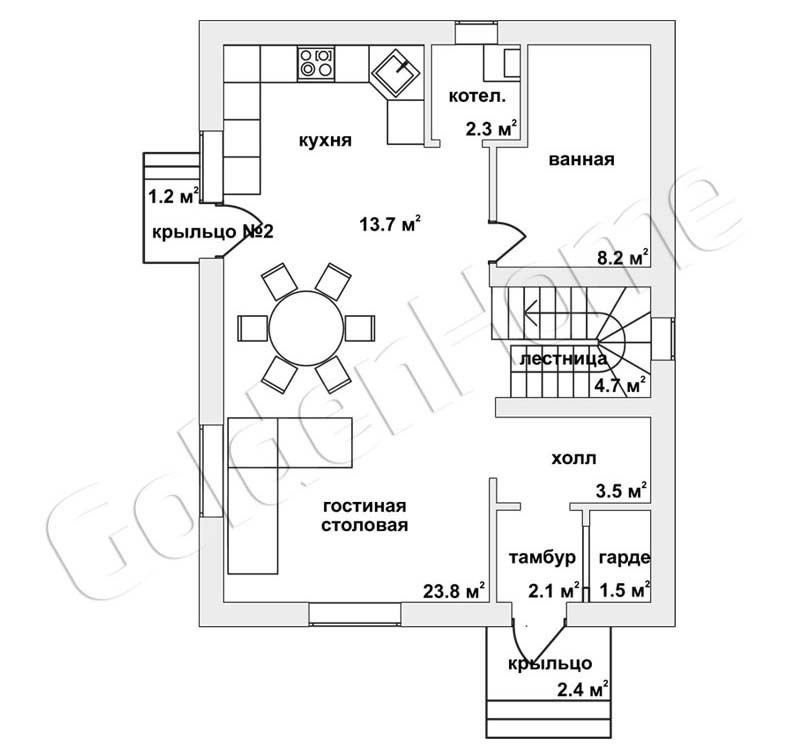 котел.
2.3 м²
кухня
ванная
1.2 м²
крыльцо №2
13.7 м²
8.2 м²
лестница
4.7 м²
холл
3.5 м²
гостиная
столовая
23.8 м²
тамбур
2.1 м²
гарде
1.5 м²
крыльцо
2.4 м²
GoldenHome